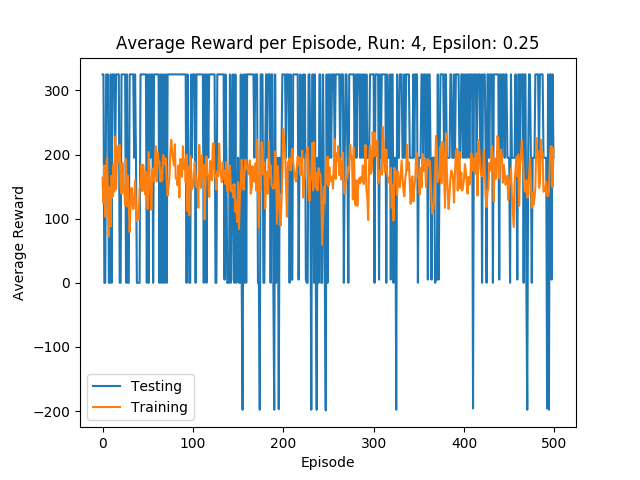 Average Reward per Episode, Run: 4, Epsilon: 0.25
300
200
100
0
−100
−200
Average Reward
Testing
Training
0 100 200 300 400 500
Episode